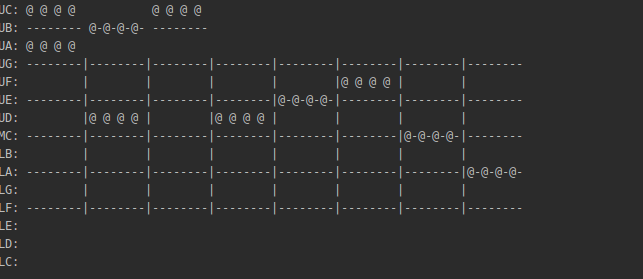 UC: @ @ @ @           @ @ @ @
UB: -------- @-@-@-@- --------
UA: @ @ @ @
UG: --------|--------|--------|--------|--------|--------|--------|--------
UF:         |        |        |        |        |@ @ @ @ |        |
UE: --------|--------|--------|--------|@-@-@-@-|--------|--------|--------
UD:         |@ @ @ @ |        |@ @ @ @ |        |        |        |
MC: --------|--------|--------|--------|--------|--------|@-@-@-@-|--------
LB:         |        |        |        |        |        |        |
LA: --------|--------|--------|--------|--------|--------|--------|@-@-@-@-
LG:         |        |        |        |        |        |        |
LF: --------|--------|--------|--------|--------|--------|--------|--------
LE:
LD:
LC: